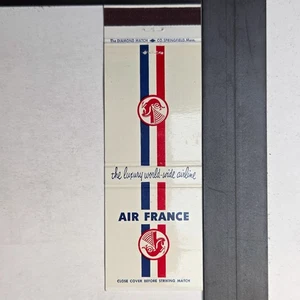 The DIAMOND MATCH CO. SPRINGFIELD, Mass.
the luxury world-wide airline
AIR FRANCE
CLOSE COVER BEFORE STRIKING MATCH